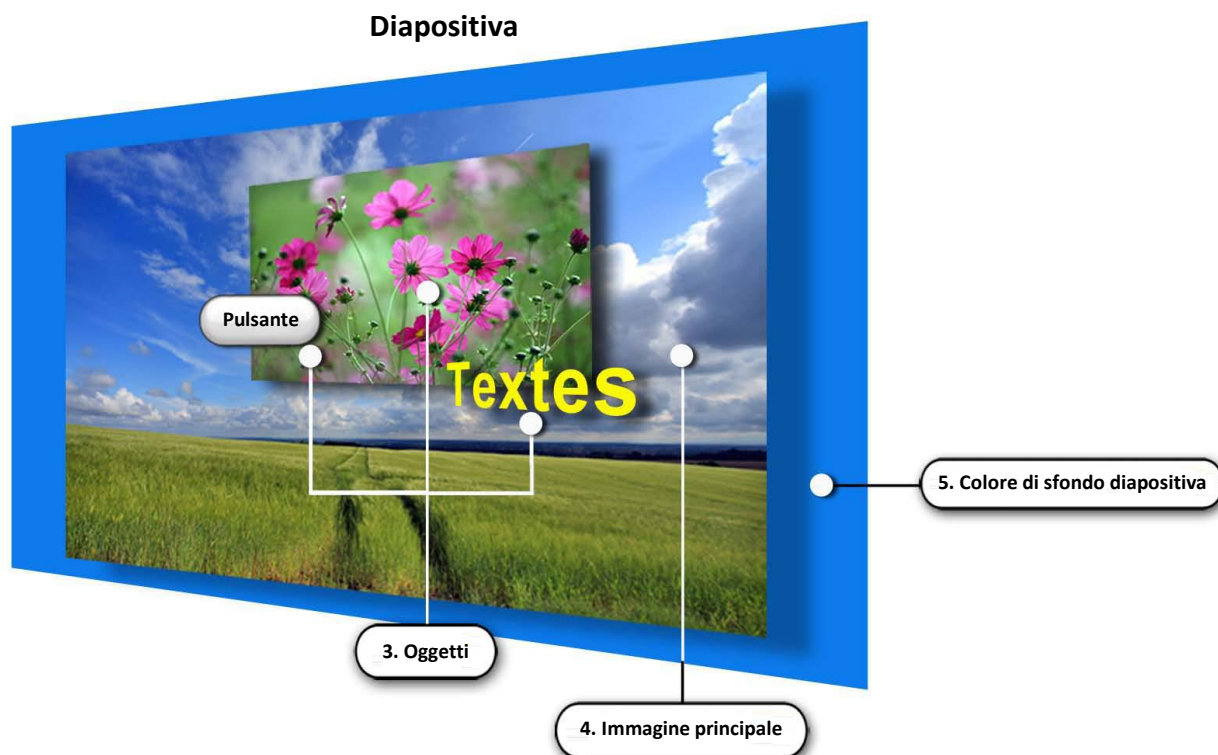 Diapositiva
Pulsante
Textes
5. Colore di sfondo diapositiva
3. Oggetti
4. Immagine principale